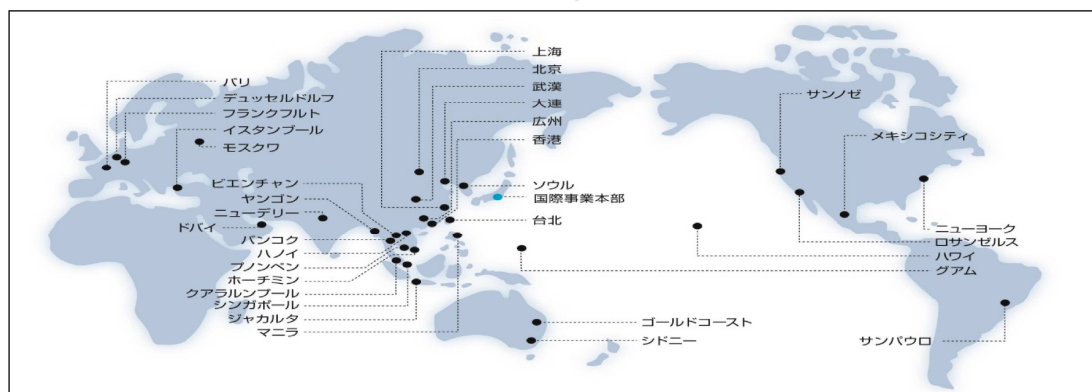 上海
北京
武漢
大連
広州
香港
パリ
デュッセルドルフ
フランクフルト
イスタンブール
モスクワ
ビエンチャン
ヤンゴン
ニューデリー
ドバイ
バンコク
ハノイ
プノンペン
ホーチミン
クアラルンプール
シンガポール
ジャカルタ
マニラ
ソウル
国際事業本部
台北
ゴールドコースト
シドニー
サンノゼ
メキシコシティ
ニューヨーク
ロサンゼルス
ハワイ
グアム
サンパウロ